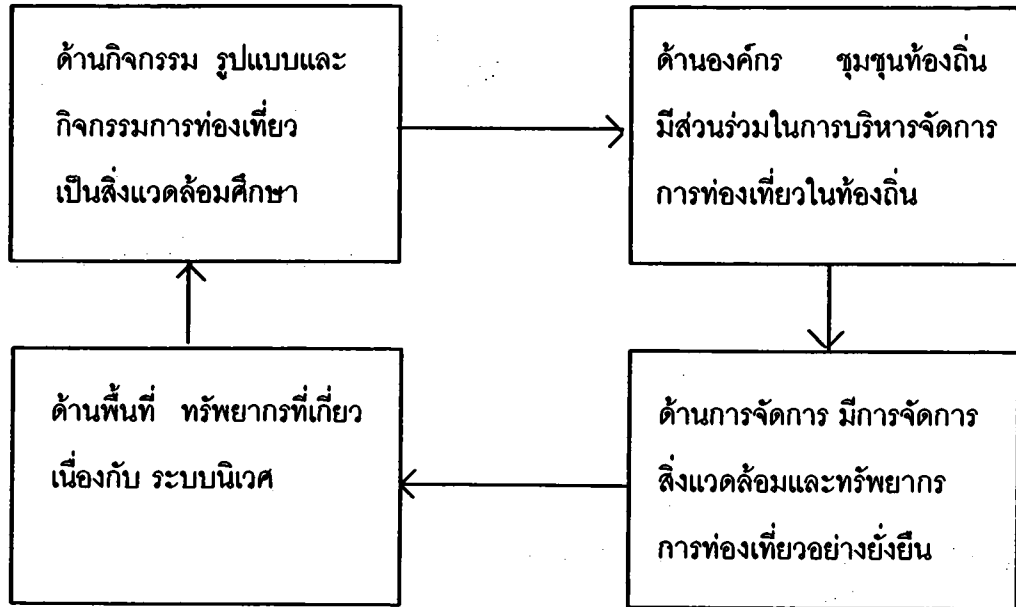 ด้านกิจกรรม รูปแบบและ
กิจกรรมการท่องเที่ยว
เป็นสิ่งแวดล้อมศึกษา
ด้านองค์กร ชุมชนท้องถิ่น
มีส่วนร่วมในการบริหารจัดการ
การท่องเที่ยวในท้องถิ่น
ด้านพื้นที่ ทรัพยากรที่เกี่ยว
เนื่องกับ ระบบนิเวศ
ด้านการจัดการ มีการจัดการ
สิ่งแวดล้อมและทรัพยากร
การท่องเที่ยวอย่างยั่งยืน